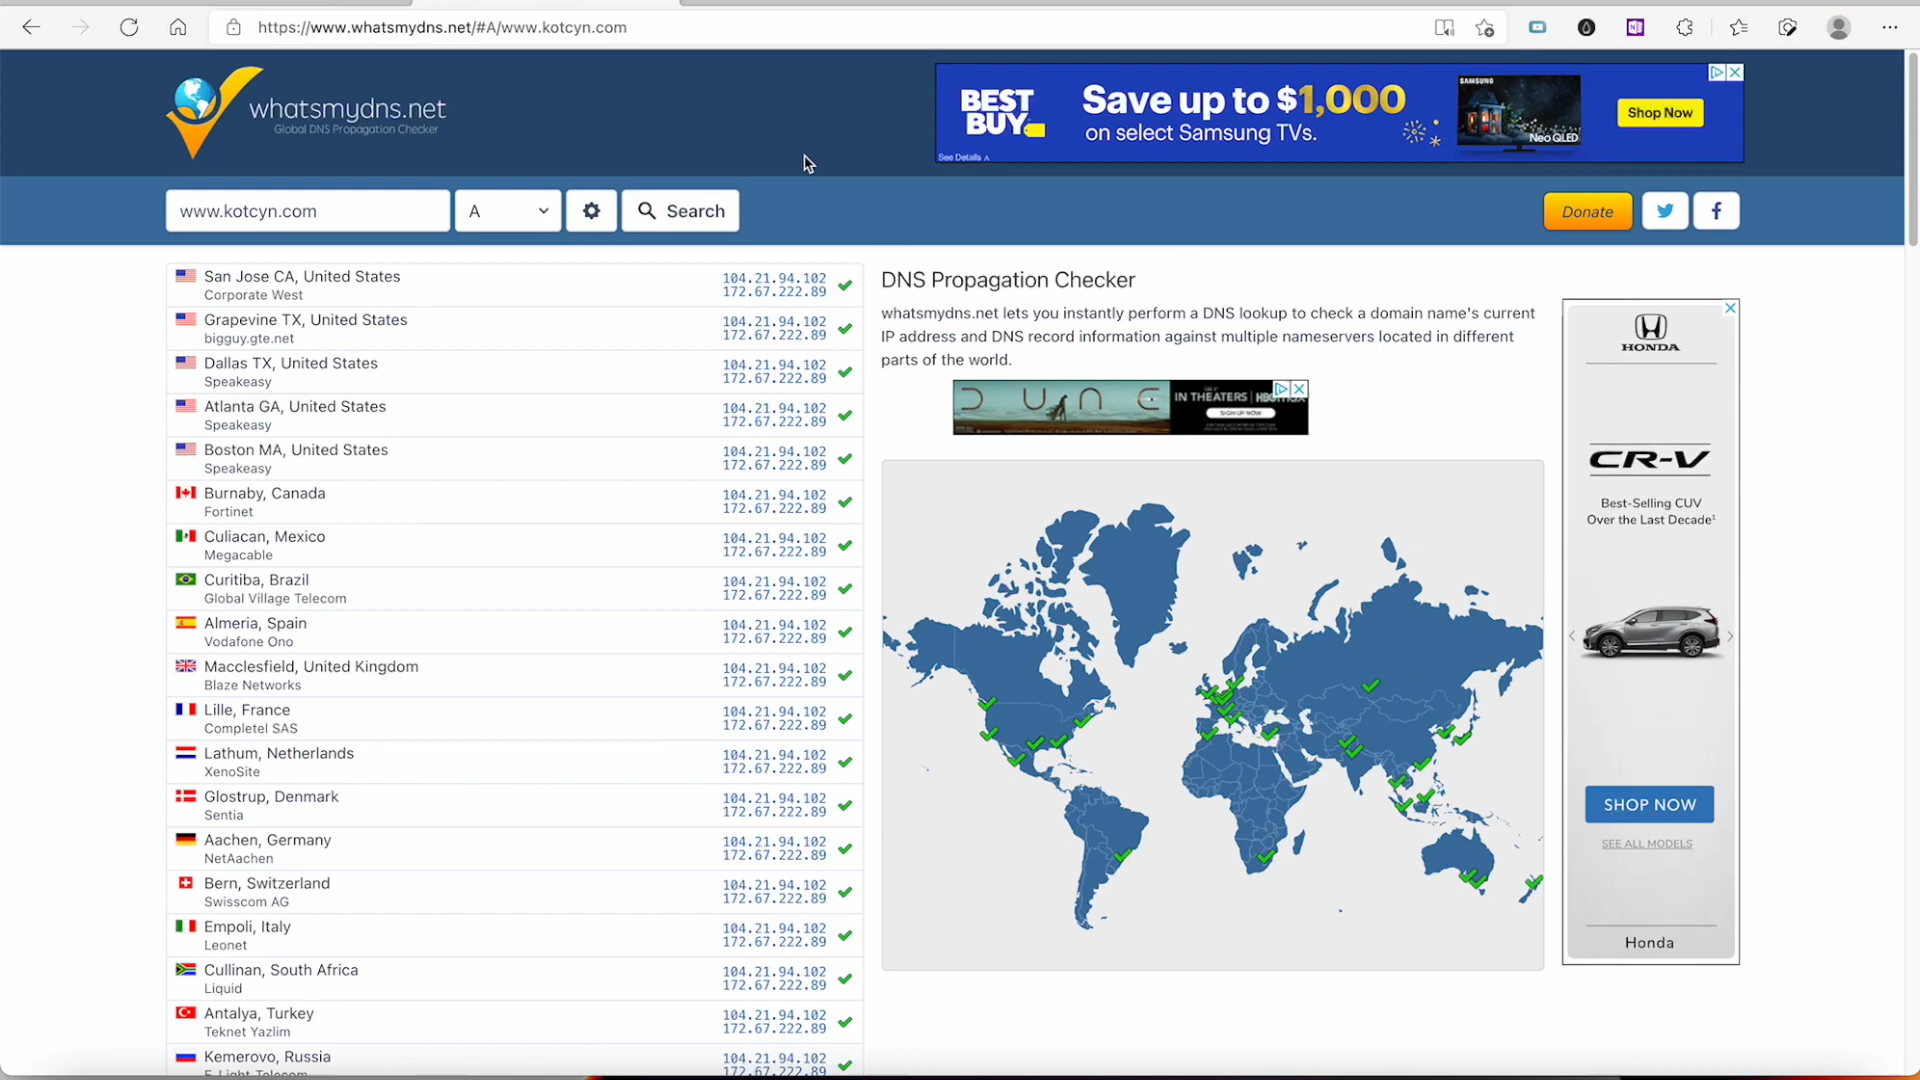 https://www.whatsmydns.net/#A/www.kotcyn.com
whatsmydns.net
Global DNS Propagation Checker
BEST
BUY
Save up to $1,000
on select Samsung TVs.
See Details
SAMSUNG
Neo QLED
Shop Now
www.kotcyn.com
A
Search
Donate
San Jose CA, United States
Corporate West
104.21.94.102
172.67.222.89
Grapevine TX, United States
bigguy.gte.net
104.21.94.102
172.67.222.89
Dallas TX, United States
Speakeasy
104.21.94.102
172.67.222.89
Atlanta GA, United States
Speakeasy
104.21.94.102
172.67.222.89
Boston MA, United States
Speakeasy
104.21.94.102
172.67.222.89
Burnaby, Canada
Fortinet
104.21.94.102
172.67.222.89
Culiacan, Mexico
Megacable
104.21.94.102
172.67.222.89
Curitiba, Brazil
Global Village Telecom
104.21.94.102
172.67.222.89
Almeria, Spain
Vodafone Ono
104.21.94.102
172.67.222.89
Macclesfield, United Kingdom
Blaze Networks
104.21.94.102
172.67.222.89
Lille, France
Completel SAS
104.21.94.102
172.67.222.89
Lathum, Netherlands
XenoSite
104.21.94.102
172.67.222.89
Glostrup, Denmark
Sentia
104.21.94.102
172.67.222.89
Aachen, Germany
NetAachen
104.21.94.102
172.67.222.89
Bern, Switzerland
Swisscom AG
104.21.94.102
172.67.222.89
Empoli, Italy
Leonet
104.21.94.102
172.67.222.89
Cullinan, South Africa
Liquid
104.21.94.102
172.67.222.89
Antalya, Turkey
Teknet Yazlim
104.21.94.102
172.67.222.89
Kemerovo, Russia
E-Light-Telecom
104.21.94.102
172.67.222.89
DNS Propagation Checker
whatsmydns.net lets you instantly perform a DNS lookup to check a domain name's current
IP address and DNS record information against multiple nameservers located in different
parts of the world.
DUNE
IN THEATERS | HBOmax
SIGN UP NOW
HONDA
CR-V
Best-Selling CUV
Over the Last Decade¹
SHOP NOW
SEE ALL MODELS
Honda